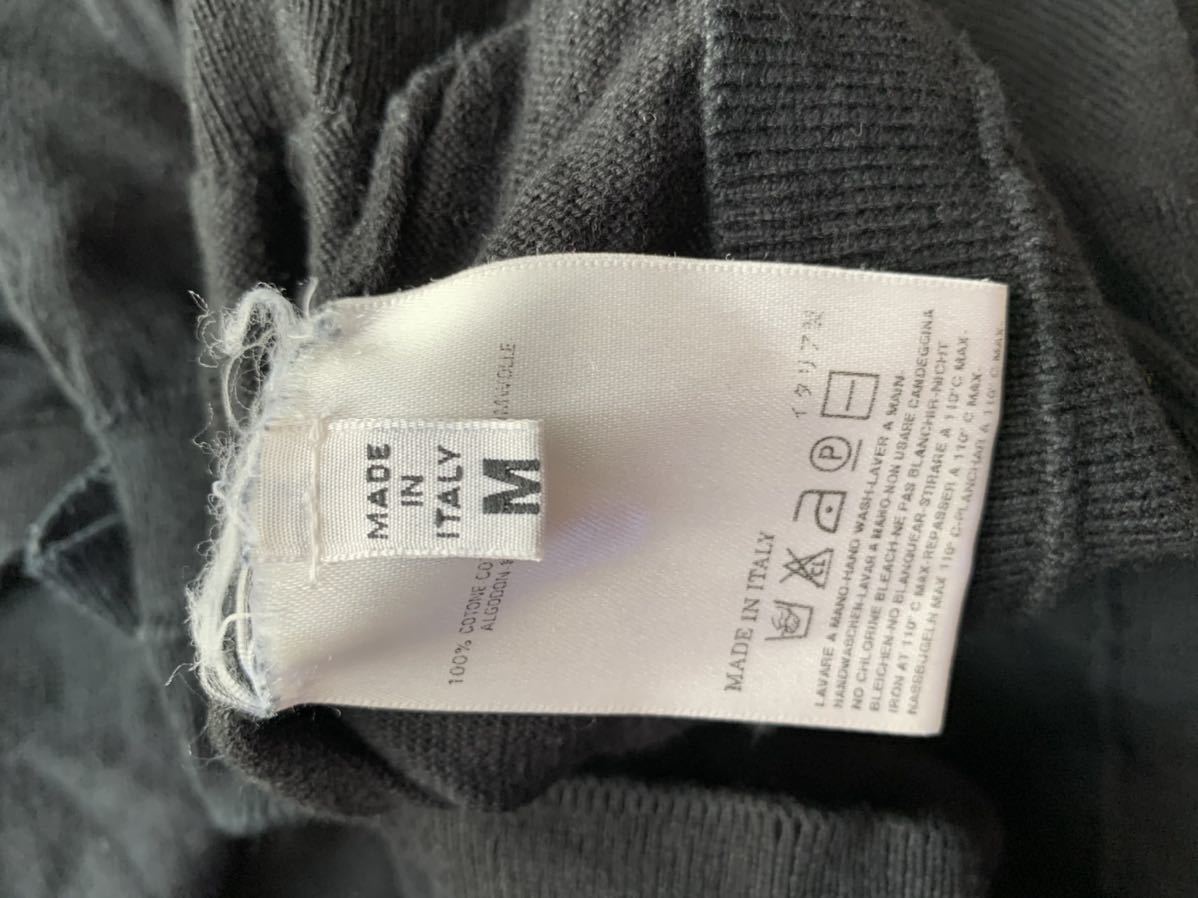 MADE
IN
ITALY
M
100% COTONE CO
ALGODON
MADE IN ITALY
CL
P
イタリア製
LAVARE A MANO-HAND WASH-LAVER A MAIN-
HANDWASCHEN-LAVAR A MANO-NON USARE CANDEGGINA
NO CHLORINE BLEACH-NE PAS BLANCHIR-NICHT
BLEICHEN-NO BLANQUEAR-STIRARE A 110°C MAX-
IRON AT 110° C MAX-REPASSER A 110° C MAX-
NASSBUGELN MAX 110° C-PLANCHAR A 110° C MAX